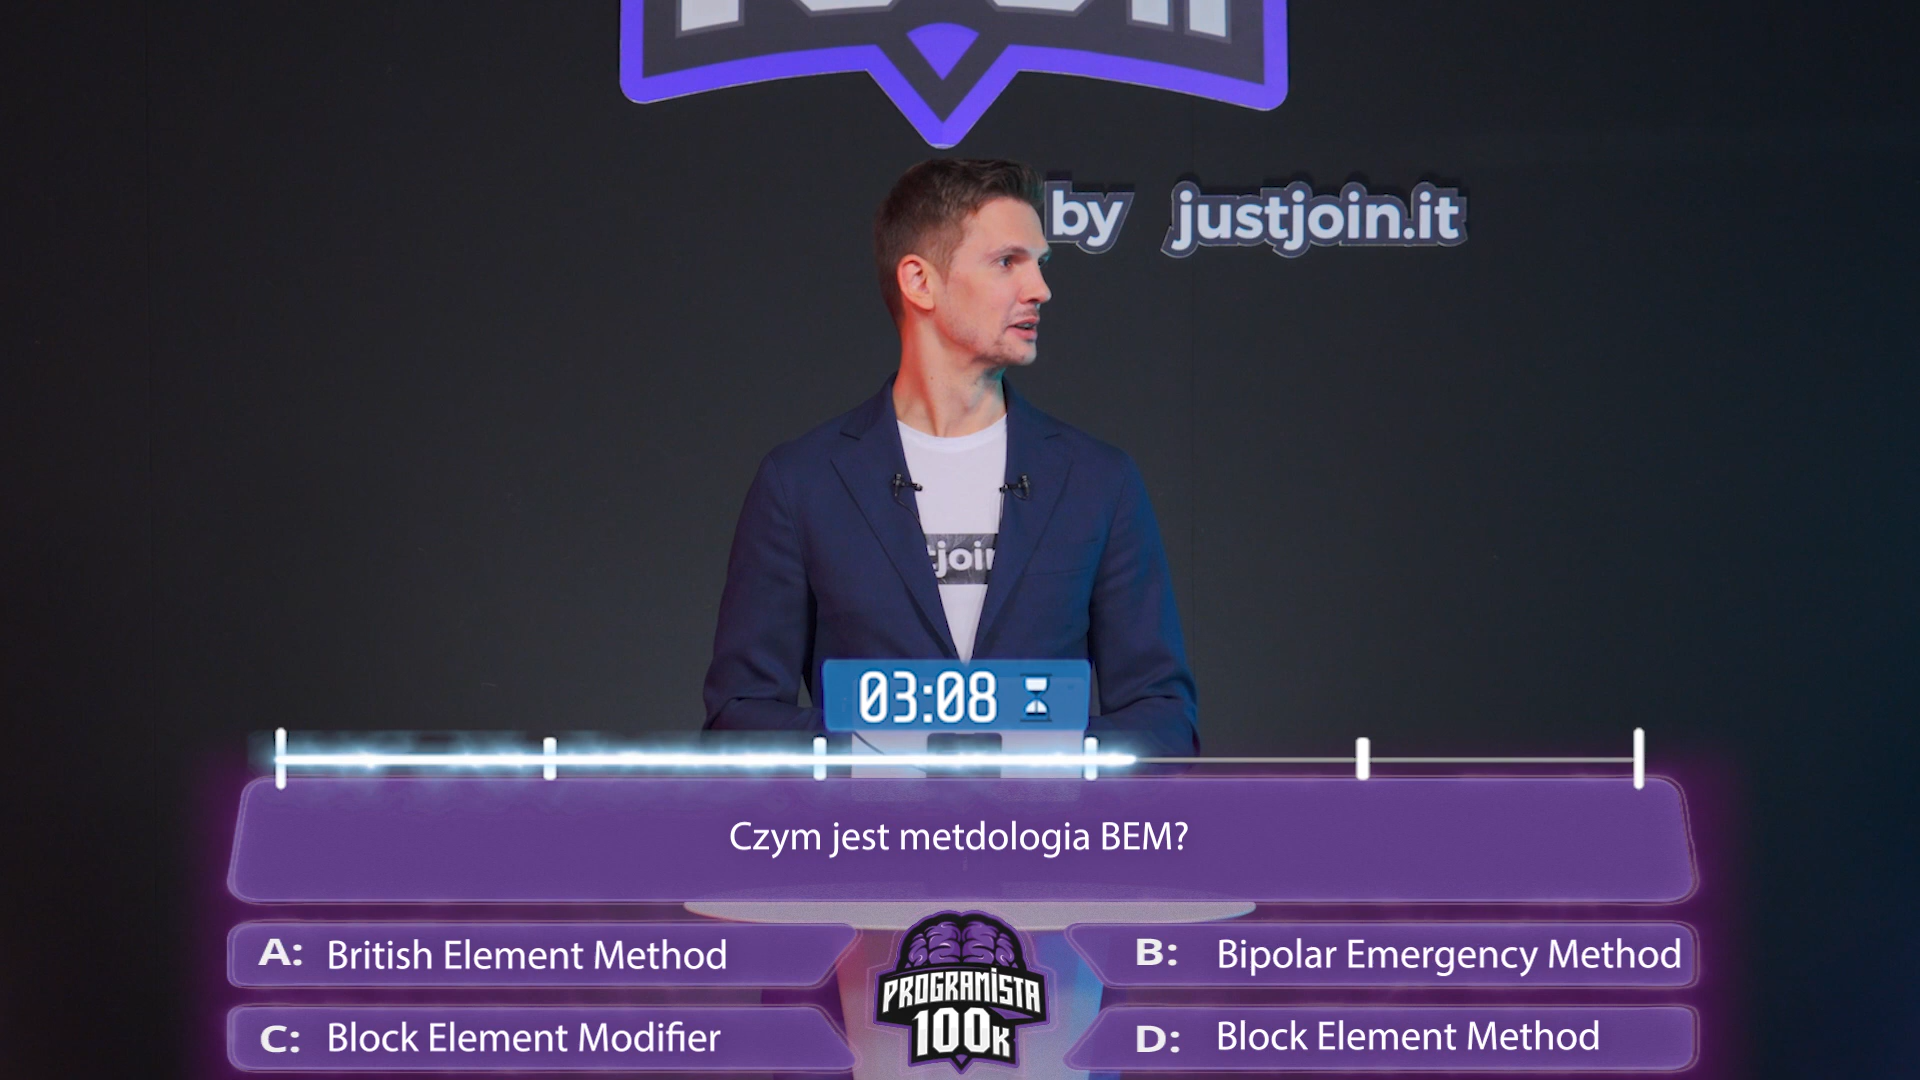 by justjoin.it
03:08
Czym jest metdologia BEM?
A: British Element Method
B: Bipolar Emergency Method
C: Block Element Modifier
D: Block Element Method
PROGRAMISTA
100K